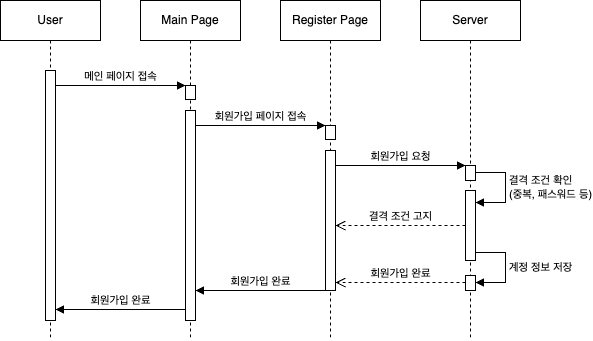 User
Main Page
Register Page
Server
메인 페이지 접속
회원가입 페이지 접속
회원가입 요청
결격 조건 확인
(중복, 패스워드 등)
결격 조건 고지
계정 정보 저장
회원가입 완료
회원가입 완료
회원가입 완료